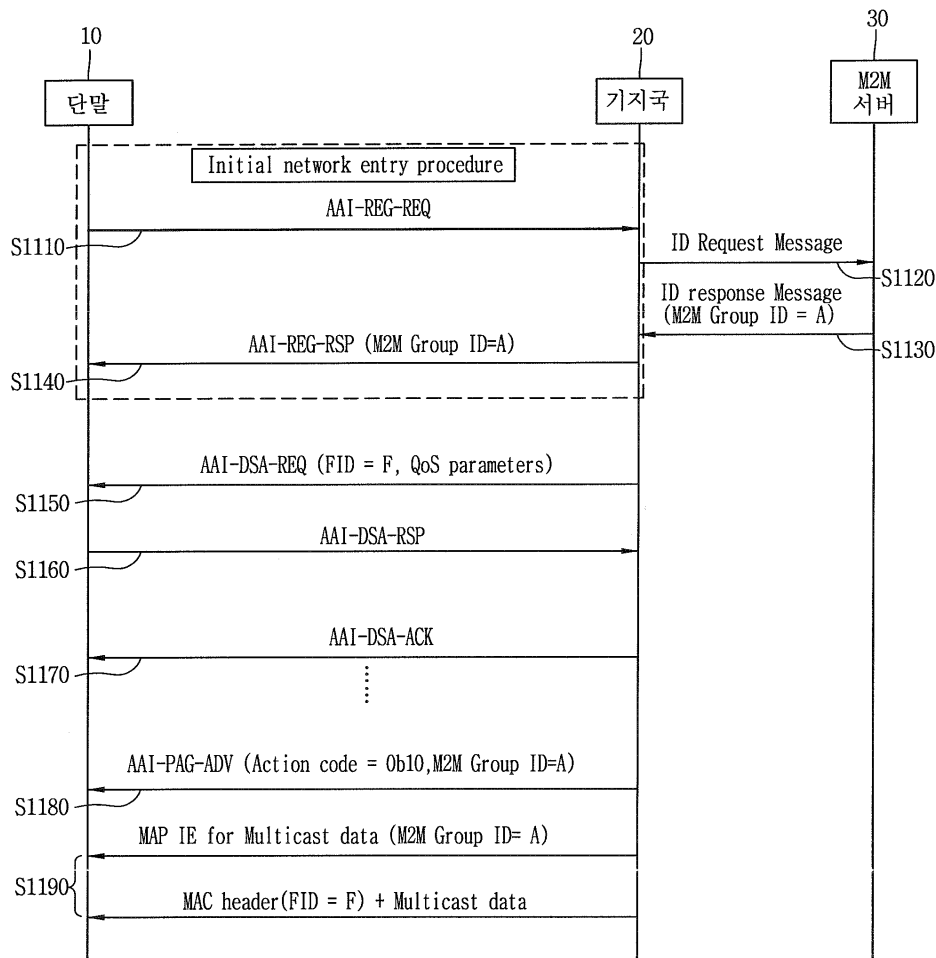 10
20
30
단말
기지국
M2M
서버
Initial network entry procedure
AAI-REG-REQ
S1110
ID Request Message
S1120
ID response Message
(M2M Group ID = A)
S1130
AAI-REG-RSP (M2M Group ID=A)
S1140
AAI-DSA-REQ (FID = F, QoS parameters)
S1150
AAI-DSA-RSP
S1160
AAI-DSA-ACK
S1170
AAI-PAG-ADV (Action code = 0b10,M2M Group ID=A)
S1180
MAP IE for Multicast data (M2M Group ID= A)
S1190
MAC header(FID = F) + Multicast data